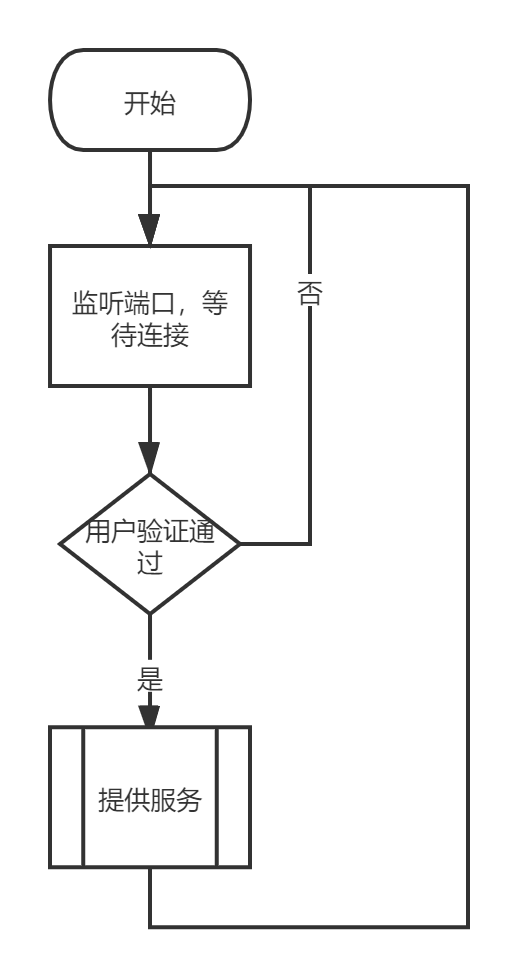 开始
监听端口，等
待连接
否
用户验证通
过
是
提供服务